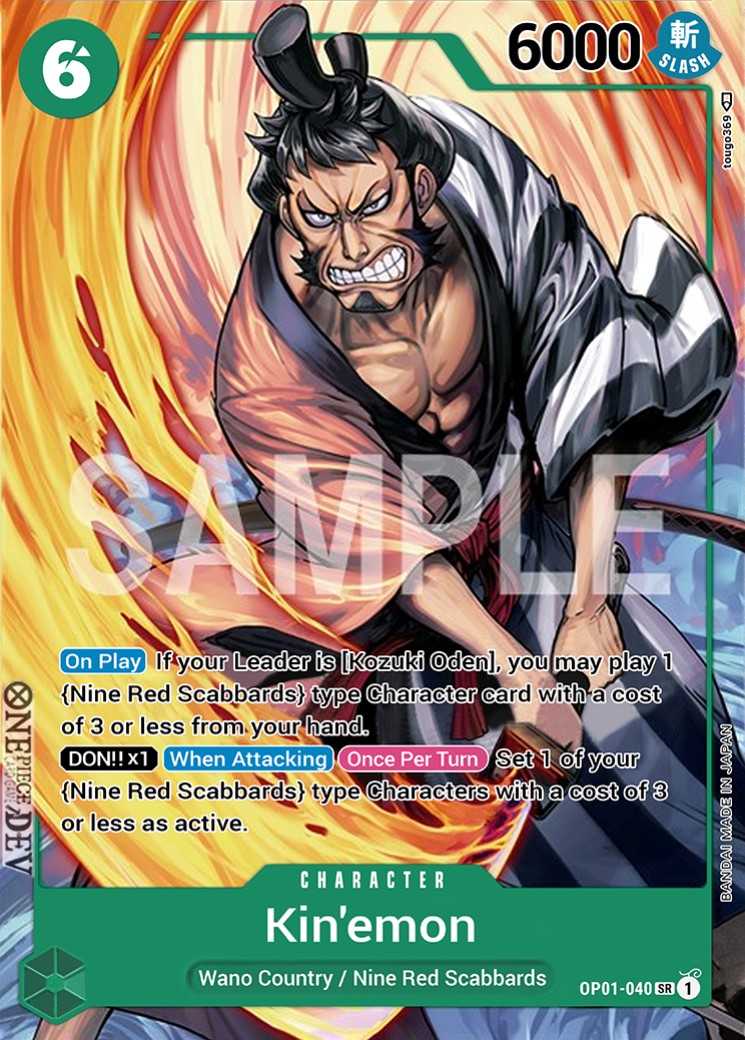 6
6000
斬
SLASH
tougo369
SAMPLE
On Play If your Leader is [Kozuki Oden], you may play 1
{Nine Red Scabbards} type Character card with a cost
of 3 or less from your hand.
DON!! x1 When Attacking Once Per Turn Set 1 of your
{Nine Red Scabbards} type Characters with a cost of 3
or less as active.
ONE PIECE
DEV
BANDAI MADE IN JAPAN
CHARACTER
Kin'emon
Wano Country / Nine Red Scabbards
OP01-040 SR 1